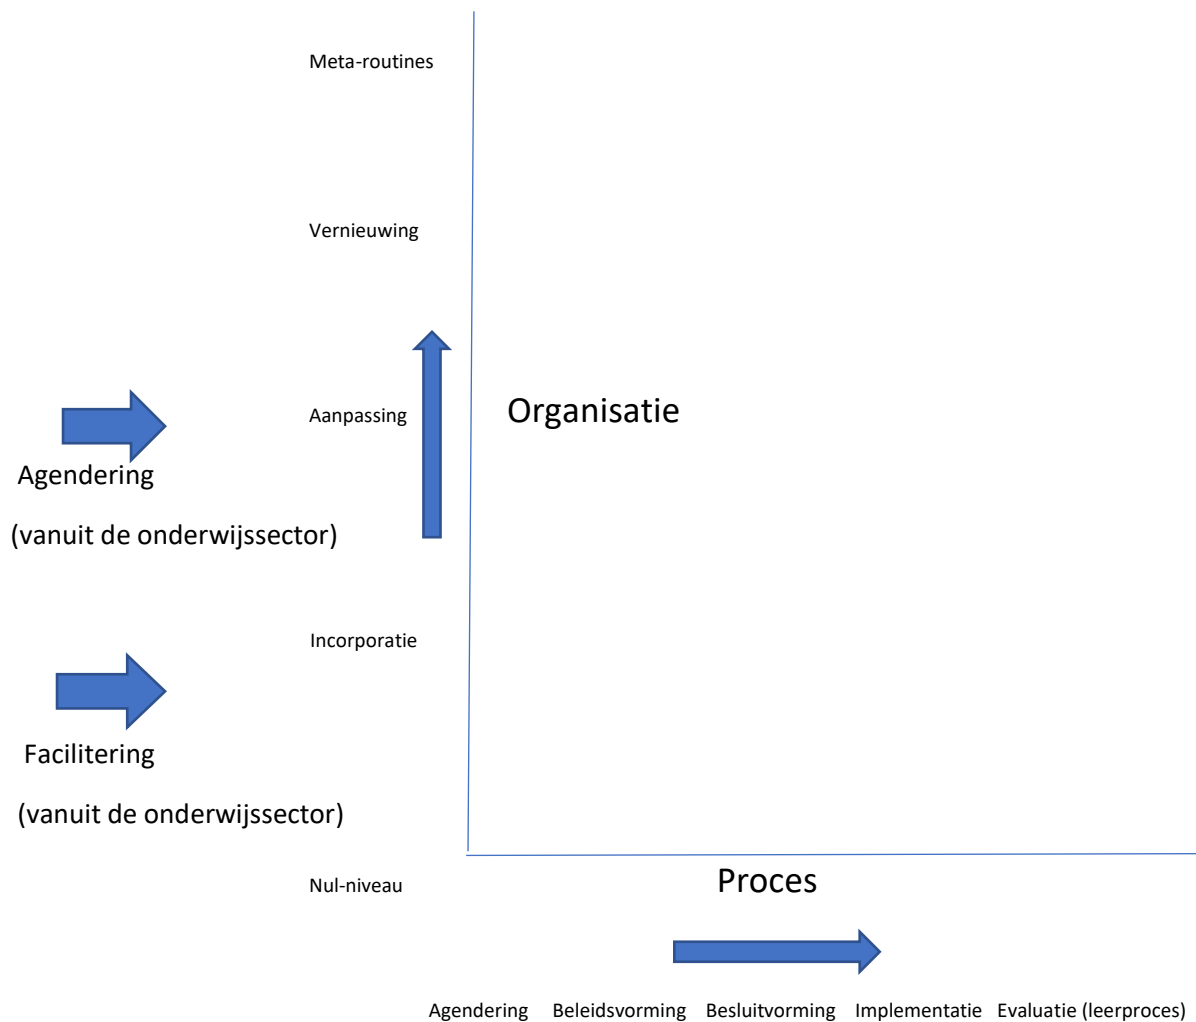 Meta-routines
Vernieuwing
Aanpassing
Organisatie
Agendering
(vanuit de onderwijssector)
Incorporatie
Facilitering
(vanuit de onderwijssector)
Nul-niveau
Proces
Agendering Beleidsvorming Besluitvorming Implementatie Evaluatie (leerproces)